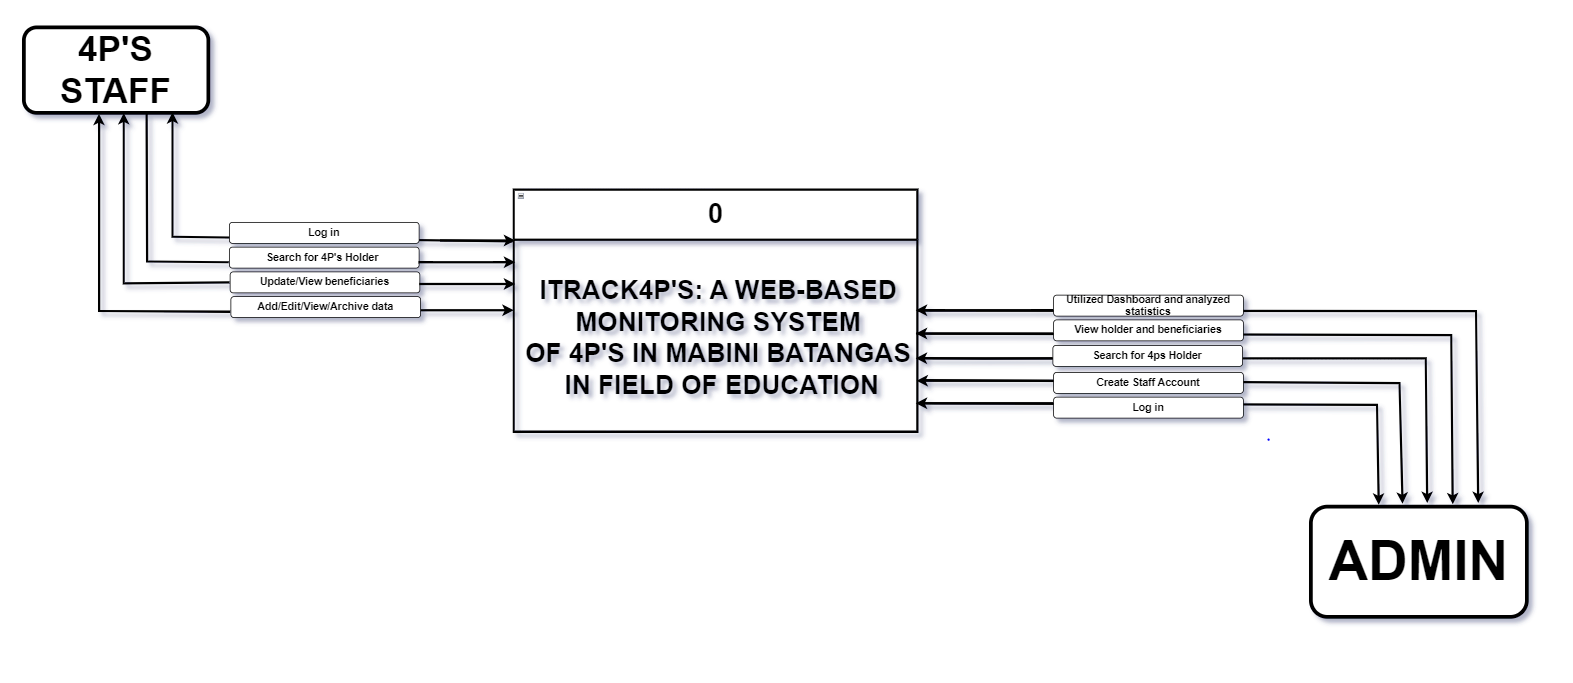 4P'S
STAFF
0
Log in
Search for 4P's Holder
Update/View beneficiaries
Add/Edit/View/Archive data
ITRACK4P'S: A WEB-BASED
MONITORING SYSTEM
OF 4P'S IN MABINI BATANGAS
IN FIELD OF EDUCATION
Utilized Dashboard and analyzed
statistics
View holder and beneficiaries
Search for 4ps Holder
Create Staff Account
Log in
ADMIN